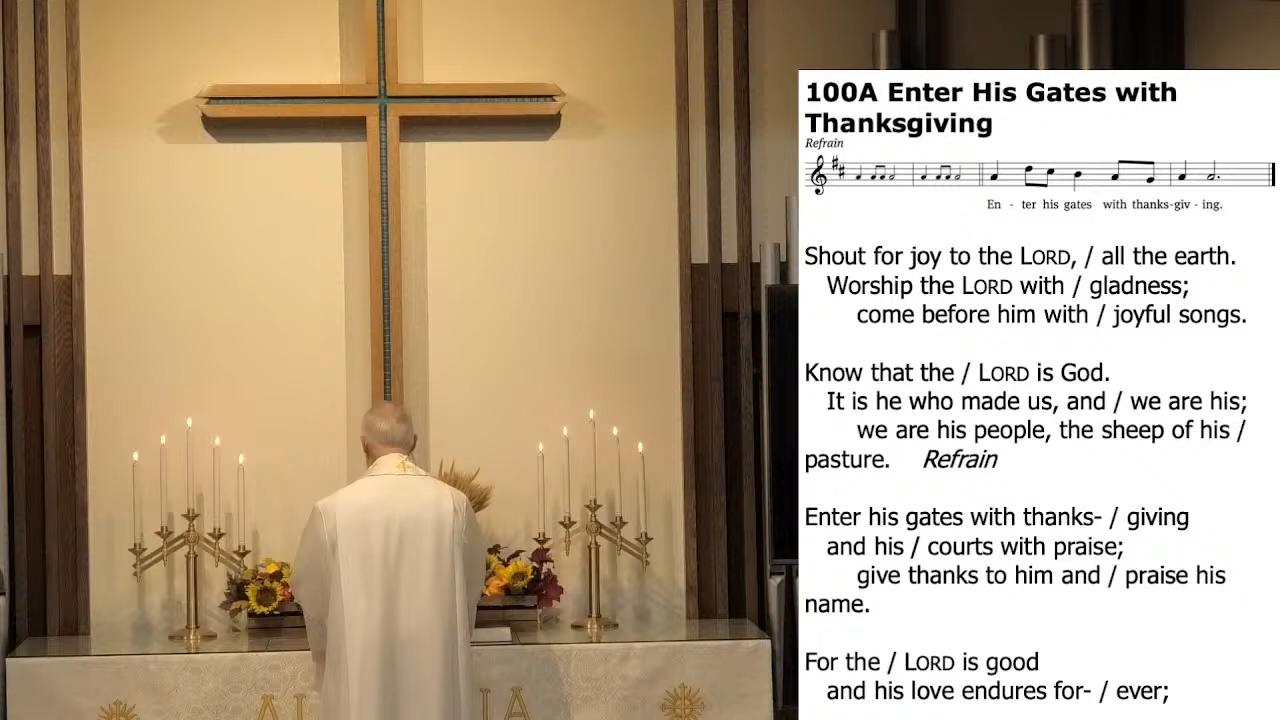 100A Enter His Gates with
Thanksgiving
Refrain
En - ter his gates with thanks-giv - ing.
Shout for joy to the LORD, / all the earth.
Worship the LORD with / gladness;
come before him with / joyful songs.
Know that the / LORD is God.
It is he who made us, and / we are his;
we are his people, the sheep of his /
pasture. Refrain
Enter his gates with thanks- / giving
and his / courts with praise;
give thanks to him and / praise his
name.
For the / LORD is good
and his love endures for- / ever;